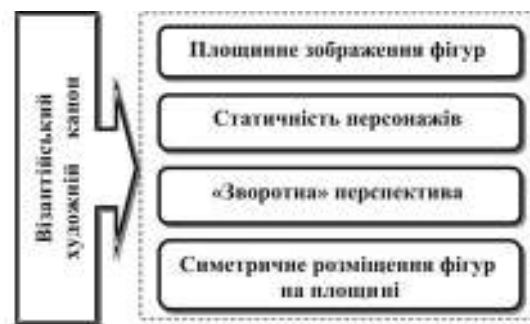 Візантійський
художній канон
Площинне зображення фігур
Статичність персонажів
«Зворотна» перспектива
Симетричне розміщення фігур
на площині